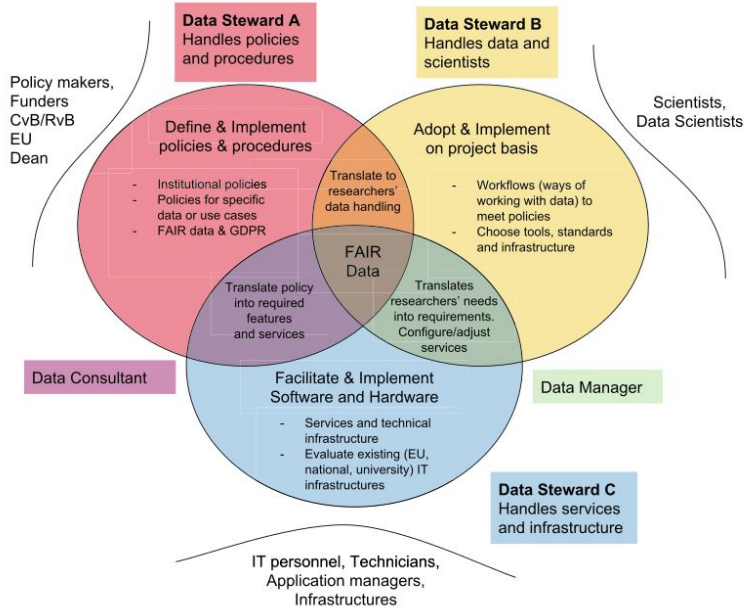 Data Steward A
Handles policies
and procedures
Data Steward B
Handles data and
scientists
Policy makers,
Funders
CvB/RvB
EU
Dean
Scientists,
Data Scientists
Define & Implement
policies & procedures
- Institutional policies
- Policies for specific
data or use cases
- FAIR data & GDPR
Translate to
researchers'
data handling
Adopt & Implement
on project basis
- Workflows (ways of
working with data) to
meet policies
- Choose tools, standards
and infrastructure
FAIR
Data
Translate policy
into required
features
and services
Translates
researchers' needs
into requirements.
Configure/adjust
services
Data Consultant
Data Manager
Facilitate & Implement
Software and Hardware
- Services and technical
infrastructure
- Evaluate existing (EU,
national, university) IT
infrastructures
Data Steward C
Handles services
and infrastructure
IT personnel, Technicians,
Application managers,
Infrastructures